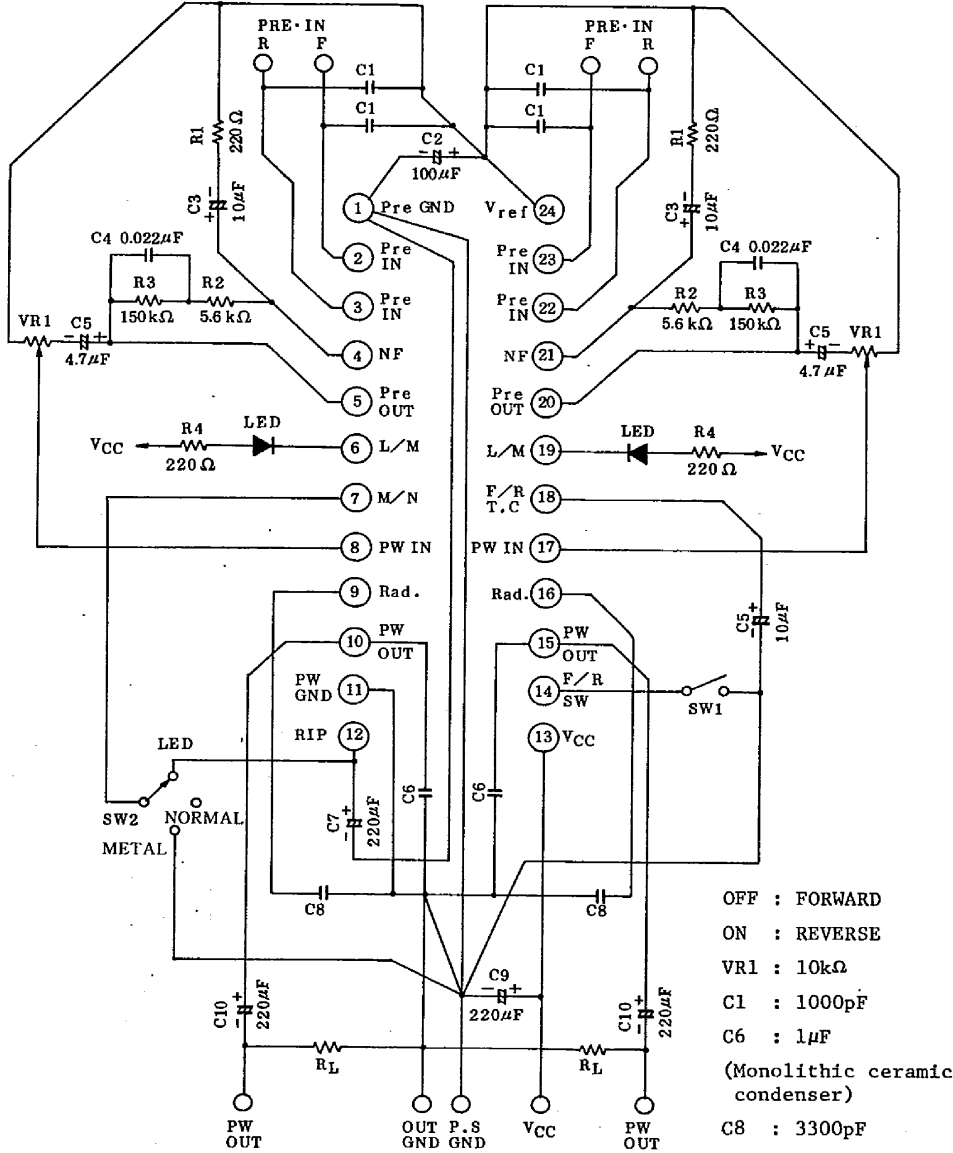 PRE·IN
R F
PRE·IN
F R
C1
C1
C1
C1
R1
220Ω
R1
220Ω
C2
- +
100μF
C3
- +
10μF
C3
- +
10μF
1 Pre GND
Vref 24
C4 0.022μF
C4 0.022μF
2 Pre IN
Pre IN 23
R3
150kΩ
R2
5.6kΩ
3 Pre IN
Pre IN 22
R2
5.6kΩ
R3
150kΩ
VR1
C5
- +
4.7μF
4 NF
NF 21
C5
+ -
4.7μF
VR1
5 Pre OUT
Pre OUT 20
VCC
R4
220Ω
LED
6 L/M
L/M 19
LED
R4
220Ω
VCC
7 M/N
F/R T.C 18
8 PW IN
PW IN 17
9 Rad.
Rad. 16
C5
+ -
10μF
10 PW OUT
15 PW OUT
11 PW GND
14 F/R SW
SW1
RIP 12
13 VCC
LED
SW2
NORMAL
METAL
C7
+ -
220μF
C6
C6
C8
C8
OFF : FORWARD
ON : REVERSE
VR1 : 10kΩ
C1 : 1000pF
C6 : 1μF
(Monolithic ceramic
condenser)
C8 : 3300pF
C9
- +
220μF
C10
+ -
220μF
C10
+ -
220μF
RL
RL
PW OUT
OUT GND
P.S GND
VCC
PW OUT